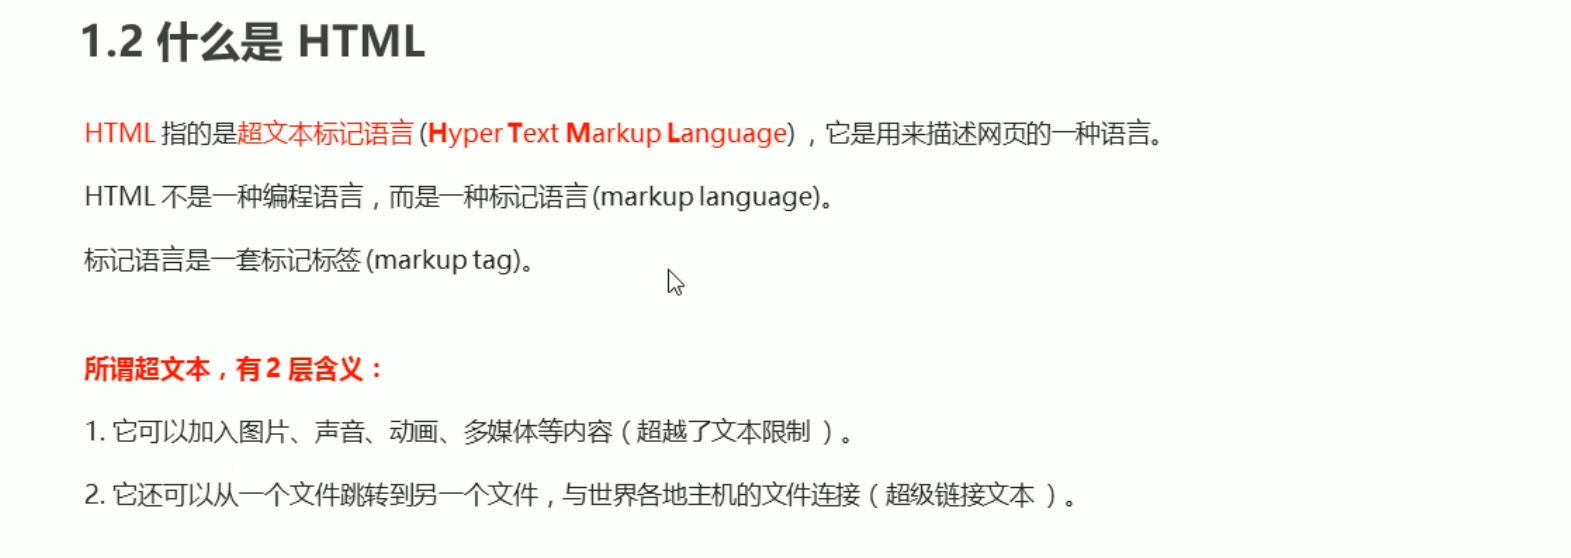 1.2 什么是 HTML
HTML 指的是超文本标记语言 (Hyper Text Markup Language) ，它是用来描述网页的一种语言。
HTML 不是一种编程语言，而是一种标记语言 (markup language)。
标记语言是一套标记标签 (markup tag)。
所谓超文本，有 2 层含义：
1. 它可以加入图片、声音、动画、多媒体等内容（超越了文本限制 ）。
2. 它还可以从一个文件跳转到另一个文件，与世界各地主机的文件连接（超级链接文本 ）。